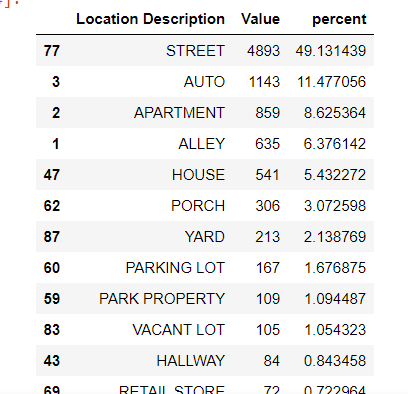 Location Description Value percent
77 STREET 4893 49.131439
3 AUTO 1143 11.477056
2 APARTMENT 859 8.625364
1 ALLEY 635 6.376142
47 HOUSE 541 5.432272
62 PORCH 306 3.072598
87 YARD 213 2.138769
60 PARKING LOT 167 1.676875
59 PARK PROPERTY 109 1.094487
83 VACANT LOT 105 1.054323
43 HALLWAY 84 0.843458
69 RETAIL STORE 72 0.722964